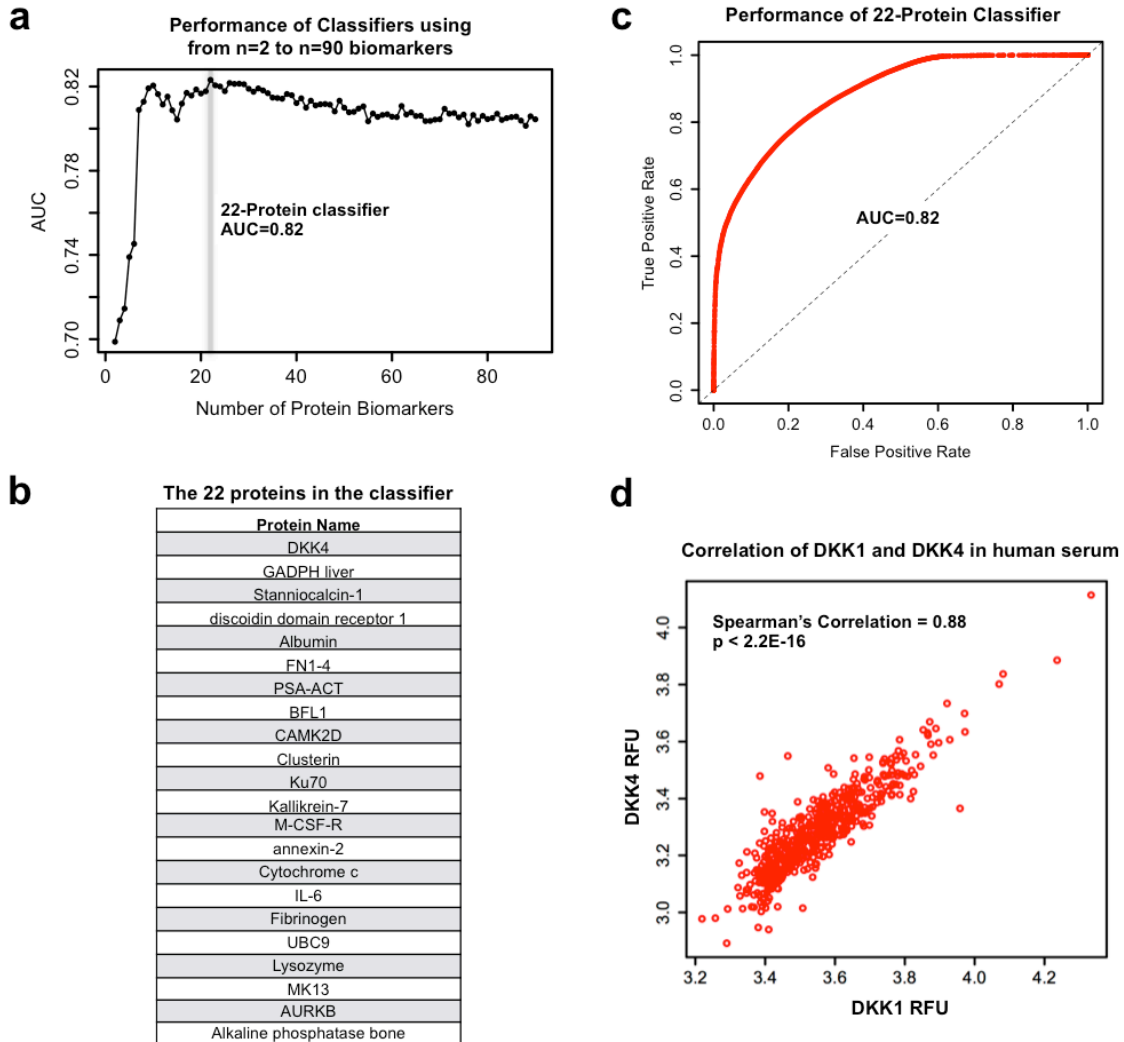 a
Performance of Classifiers using
from n=2 to n=90 biomarkers
AUC
0.82
0.78
0.74
0.70
22-Protein classifier
AUC=0.82
0
20
40
60
80
Number of Protein Biomarkers
b
The 22 proteins in the classifier
Protein Name
DKK4
GADPH liver
Stanniocalcin-1
discoidin domain receptor 1
Albumin
FN1-4
PSA-ACT
BFL1
CAMK2D
Clusterin
Ku70
Kallikrein-7
M-CSF-R
annexin-2
Cytochrome c
IL-6
Fibrinogen
UBC9
Lysozyme
MK13
AURKB
Alkaline phosphatase bone
c
Performance of 22-Protein Classifier
True Positive Rate
1.0
0.8
0.6
0.4
0.2
0.0
AUC=0.82
0.0
0.2
0.4
0.6
0.8
1.0
False Positive Rate
d
Correlation of DKK1 and DKK4 in human serum
Spearman's Correlation = 0.88
p < 2.2E-16
DKK4 RFU
4.0
3.8
3.6
3.4
3.2
3.0
3.2
3.4
3.6
3.8
4.0
4.2
DKK1 RFU